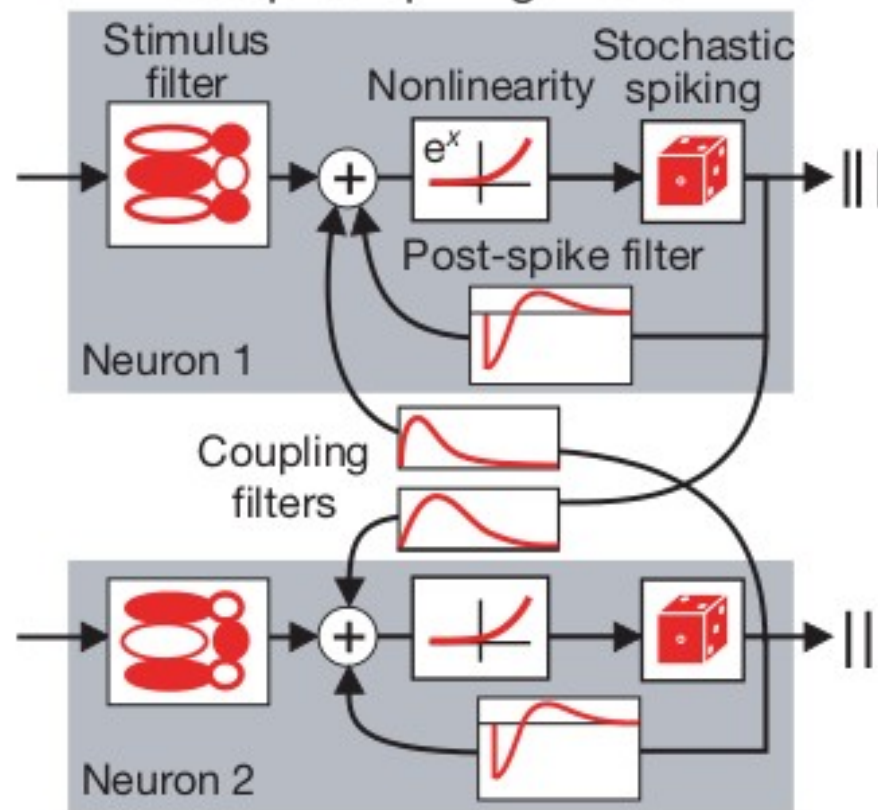 Stimulus
filter
Nonlinearity
Stochastic
spiking
+
e^x
Post-spike filter
Neuron 1
Coupling
filters
+
Neuron 2